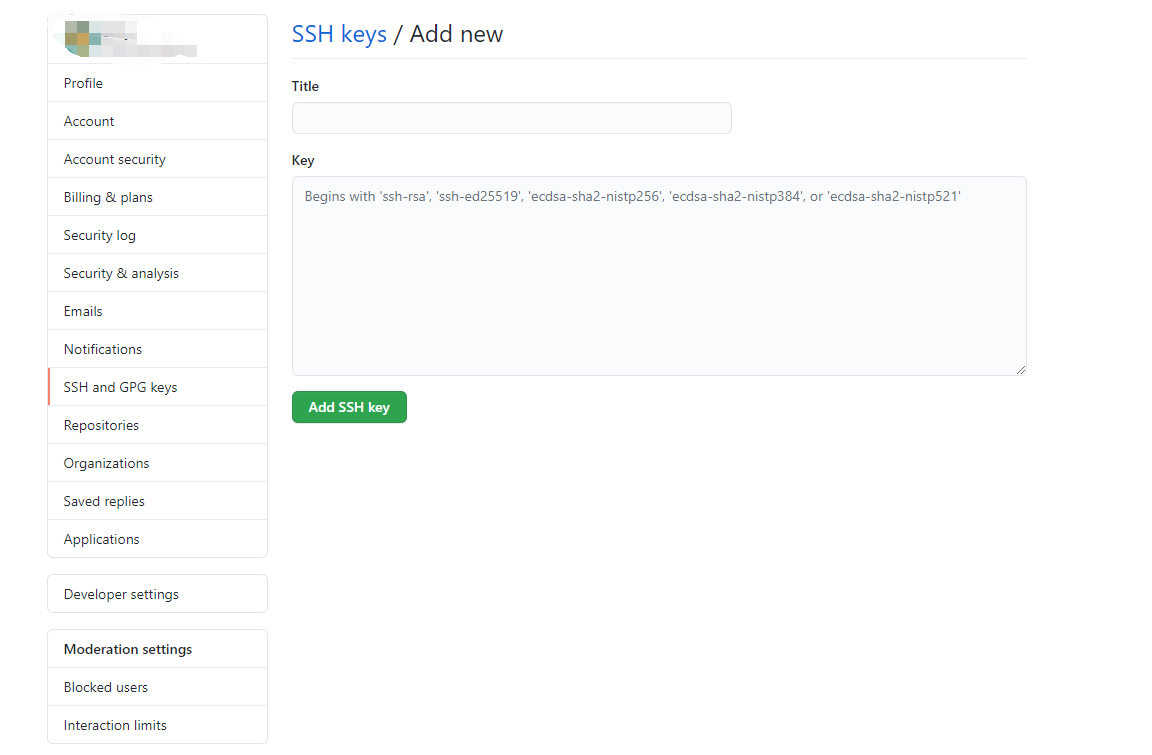 Profile
Account
Account security
Billing & plans
Security log
Security & analysis
Emails
Notifications
SSH and GPG keys
Repositories
Organizations
Saved replies
Applications
Developer settings
Moderation settings
Blocked users
Interaction limits
SSH keys / Add new
Title
Key
Begins with 'ssh-rsa', 'ssh-ed25519', 'ecdsa-sha2-nistp256', 'ecdsa-sha2-nistp384', or 'ecdsa-sha2-nistp521'
Add SSH key